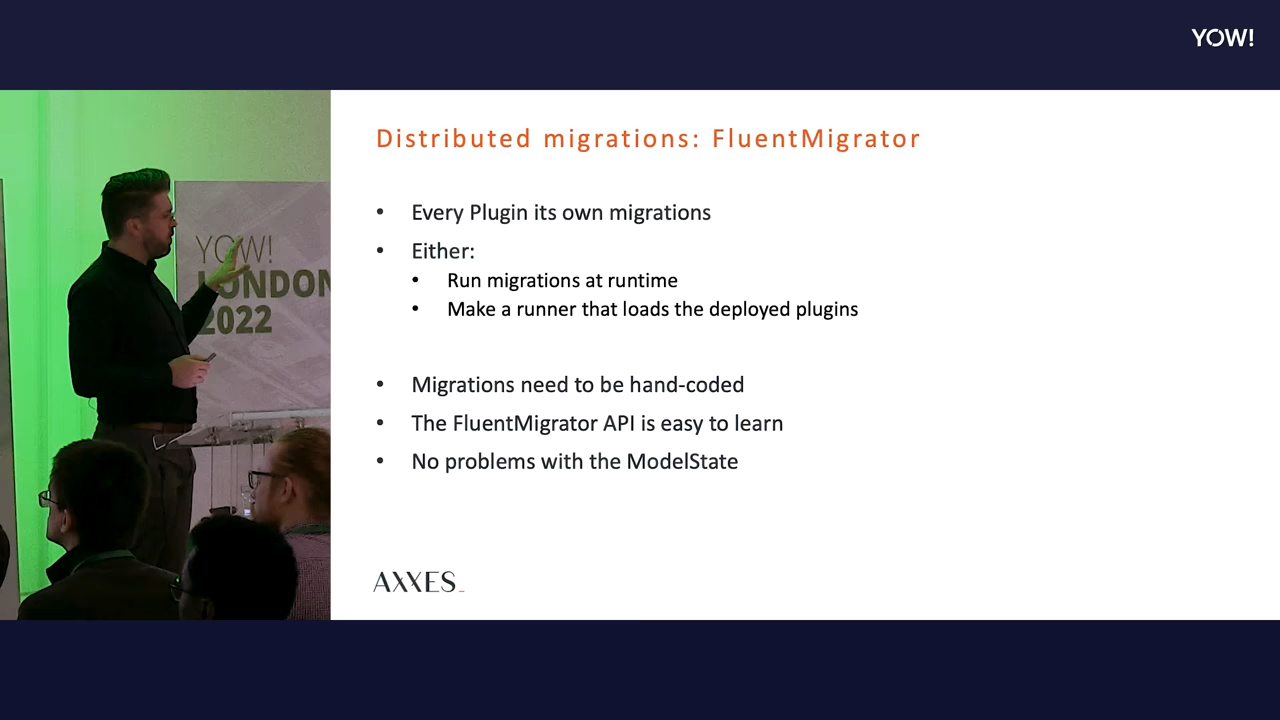 YOW!
Distributed migrations: FluentMigrator
• Every Plugin its own migrations
• Either:
• Run migrations at runtime
• Make a runner that loads the deployed plugins
• Migrations need to be hand-coded
• The FluentMigrator API is easy to learn
• No problems with the ModelState
AXXES_
YOW!
LONDON
2022